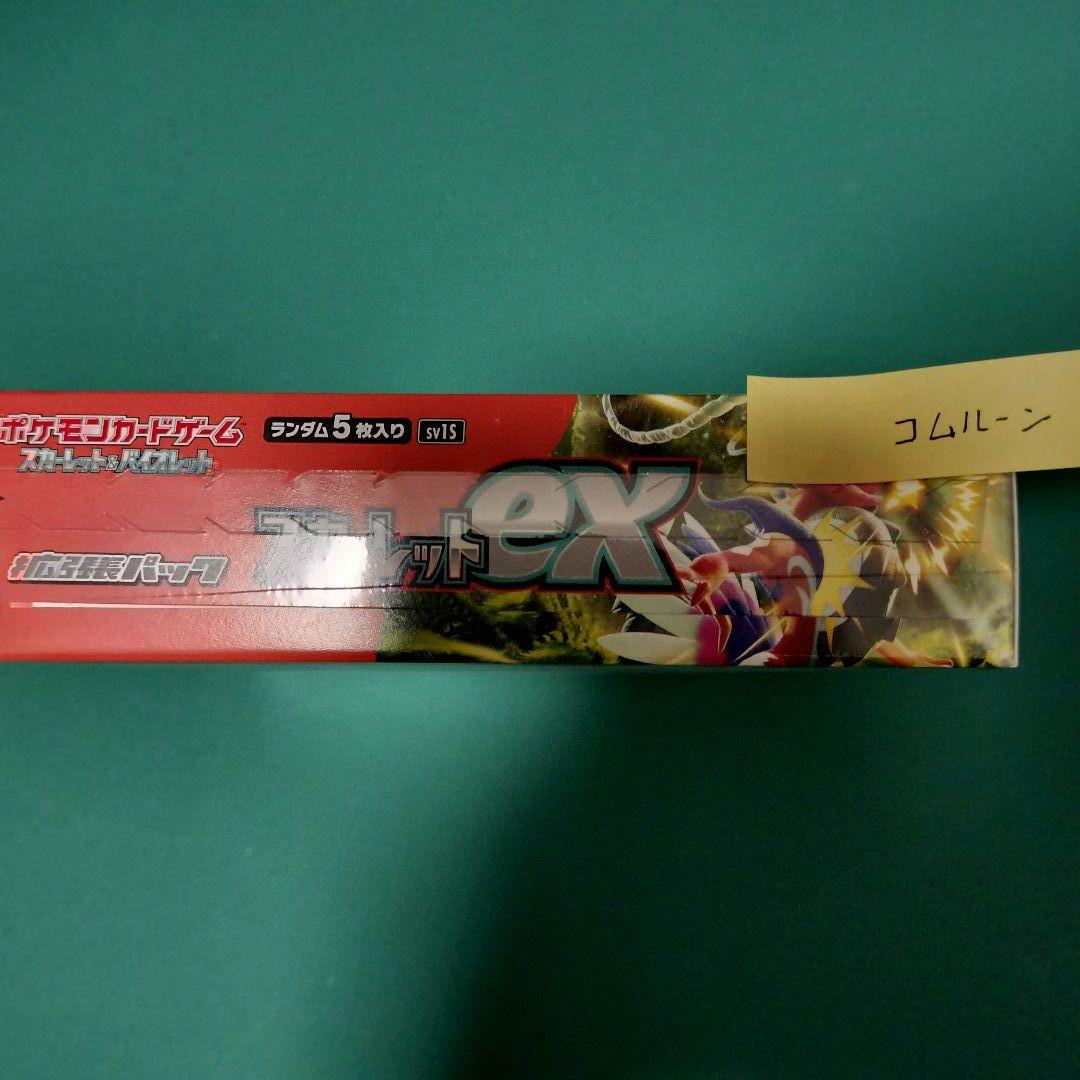 ポケモンカードゲーム
スカーレット&バイオレット
ランダム5枚入り
SV1S
拡張パック
スカーレットex
コムルーン